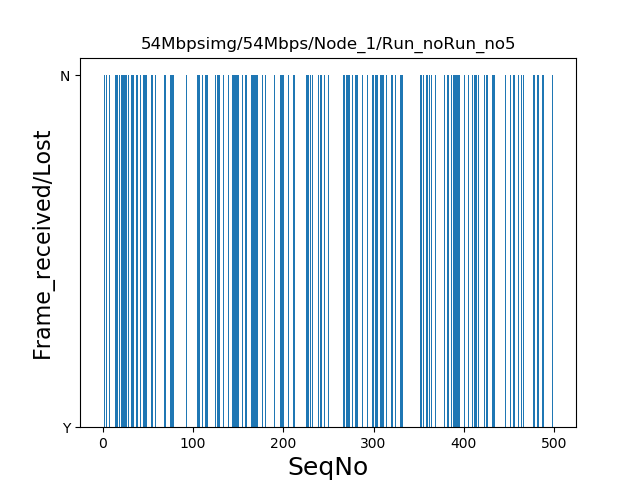 54Mbpsimg/54Mbps/Node_1/Run_noRun_no5
N
Frame_received/Lost
Y
0 100 200 300 400 500
SeqNo